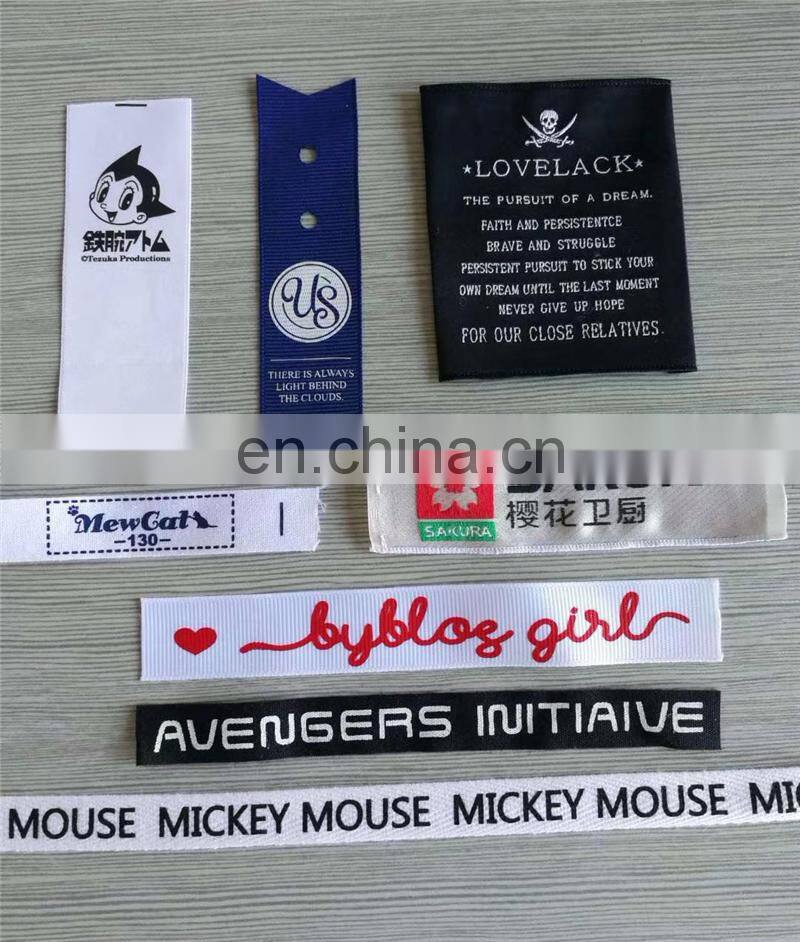 鉄腕アトム
©Tezuka Productions
US
THERE IS ALWAYS
LIGHT BEHIND
THE CLOUDS.
LOVELACK
THE PURSUIT OF A DREAM.
FAITH AND PERSISTENTCE
BRAVE AND STRUGGLE
PERSISTENT PURSUIT TO STICK YOUR
OWN DREAM UNTIL THE LAST MOMENT
NEVER GIVE UP HOPE
FOR OUR CLOSE RELATIVES.
en.china.cn
MewCat
-130-
SAKURA
樱花卫厨
byblos girl
AVENGERS INITIAIVE
MOUSE MICKEY MOUSE MICKEY MOUSE MIC